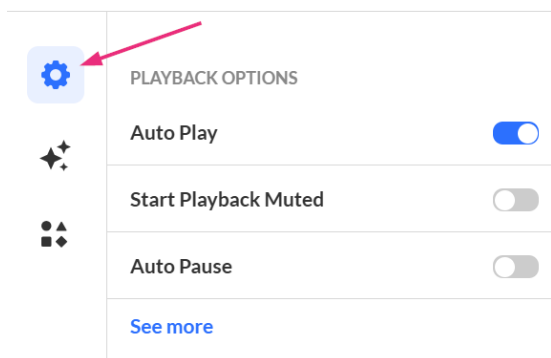 PLAYBACK OPTIONS
Auto Play
Start Playback Muted
Auto Pause
See more